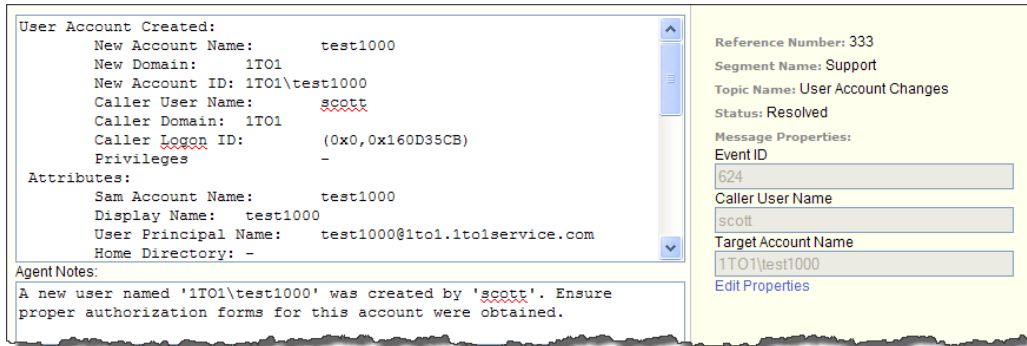 User Account Created:
New Account Name: test1000
New Domain: 1TO1
New Account ID: 1TO1\test1000
Caller User Name: scott
Caller Domain: 1TO1
Caller Logon ID: (0x0,0x160D35CB)
Privileges -
Attributes:
Sam Account Name: test1000
Display Name: test1000
User Principal Name: test1000@1to1.1to1service.com
Home Directory: -
Agent Notes:
A new user named '1TO1\test1000' was created by 'scott'. Ensure
proper authorization forms for this account were obtained.
Reference Number: 333
Segment Name: Support
Topic Name: User Account Changes
Status: Resolved
Message Properties:
Event ID
624
Caller User Name
scott
Target Account Name
1TO1\test1000
Edit Properties